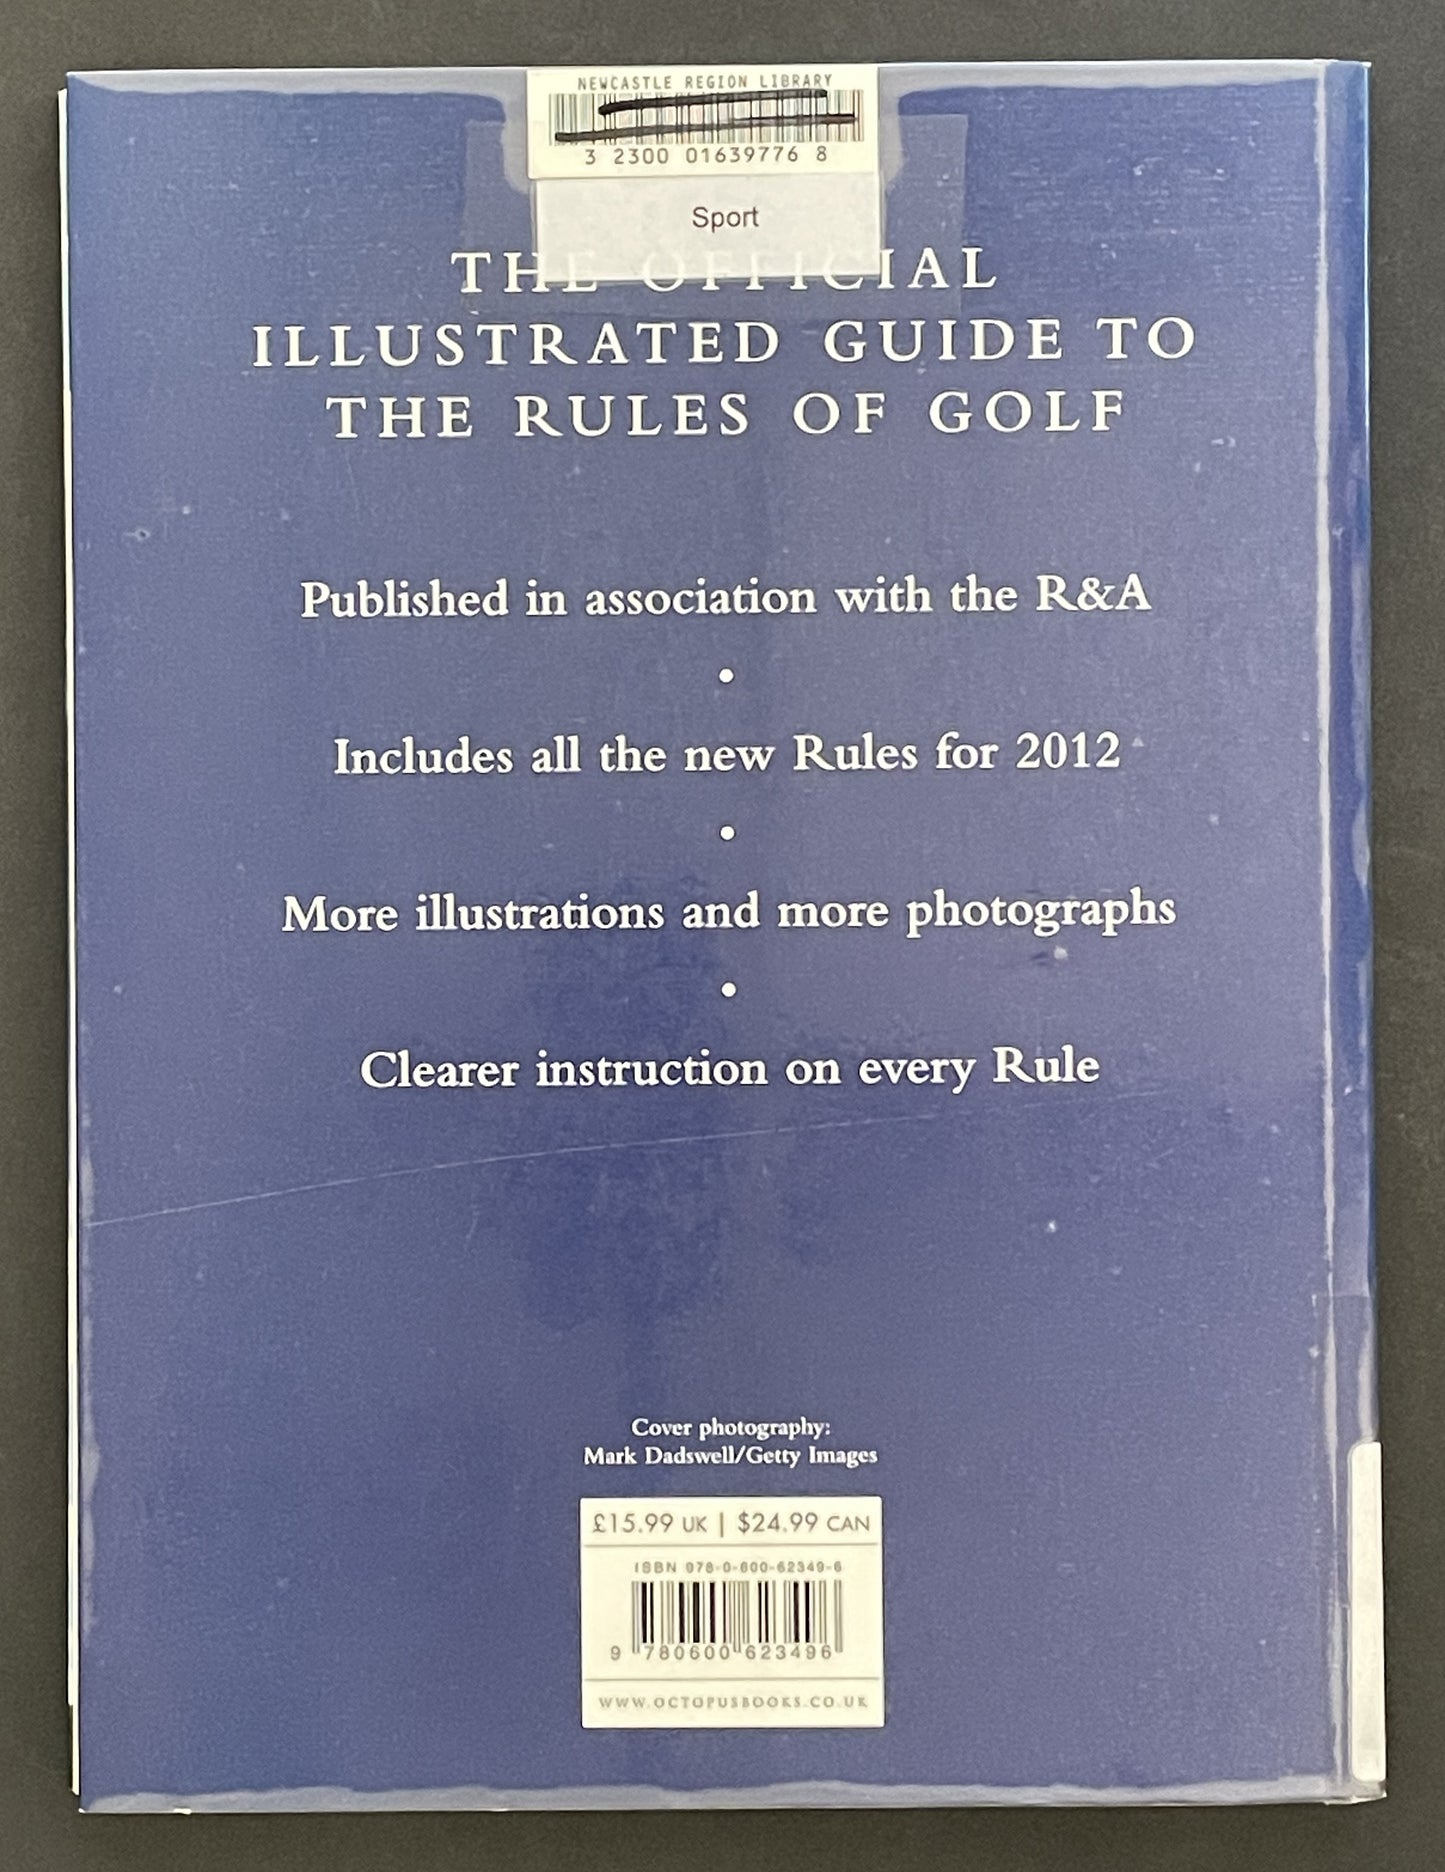 NEWCASTLE REGION LIBRARY
3 2300 01639776 8
Sport
THE OFFICIAL
ILLUSTRATED GUIDE TO
THE RULES OF GOLF
Published in association with the R&A
•
Includes all the new Rules for 2012
•
More illustrations and more photographs
•
Clearer instruction on every Rule
Cover photography:
Mark Dadswell/Getty Images
£15.99 UK | $24.99 CAN
ISBN 978-0-600-62349-6
9 780600 623496
WWW.OCTOPUSBOOKS.CO.UK